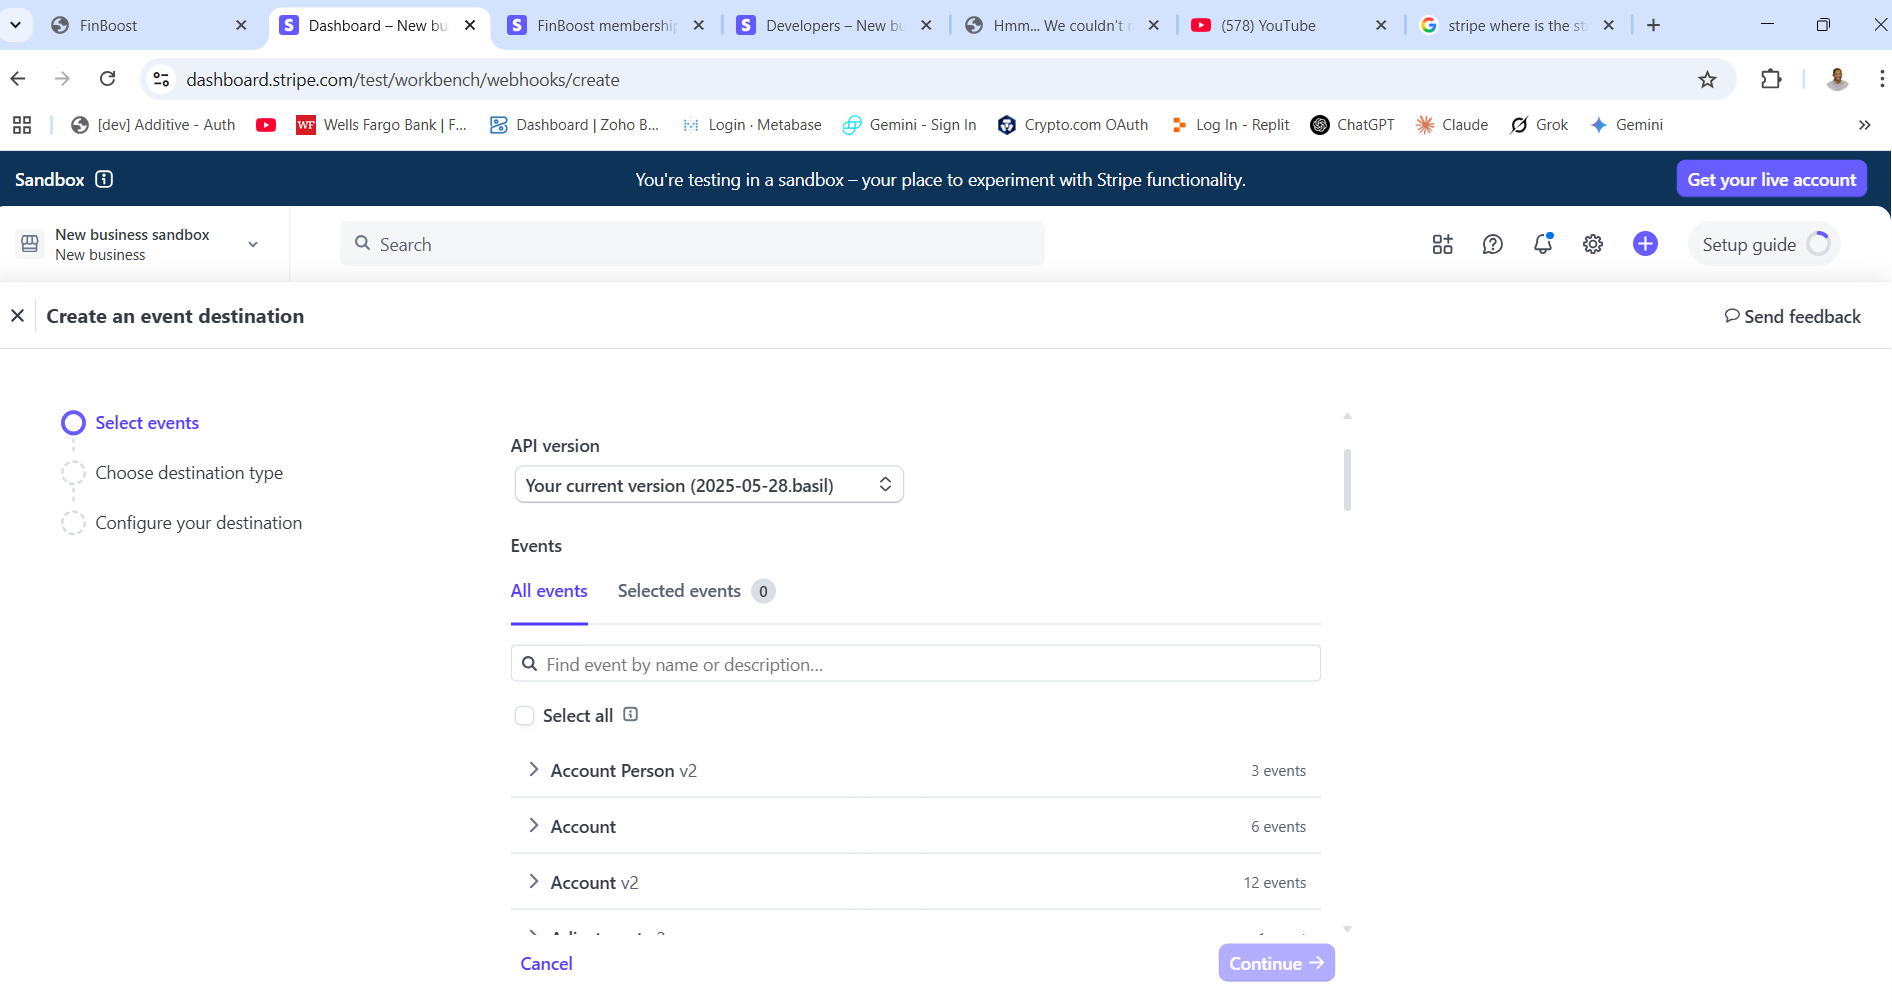 FinBoost
Dashboard – New bu
FinBoost membership
Developers – New bu
Hmm... We couldn't r
(578) YouTube
stripe where is the st
dashboard.stripe.com/test/workbench/webhooks/create
[dev] Additive - Auth
Wells Fargo Bank | F...
Dashboard | Zoho B...
Login · Metabase
Gemini - Sign In
Crypto.com OAuth
Log In - Replit
ChatGPT
Claude
Grok
Gemini
Sandbox
You're testing in a sandbox – your place to experiment with Stripe functionality.
Get your live account
New business sandbox
New business
Search
Setup guide
Create an event destination
Send feedback
Select events
Choose destination type
Configure your destination
API version
Your current version (2025-05-28.basil)
Events
All events
Selected events 0
Find event by name or description...
Select all
Account Person v2 3 events
Account 6 events
Account v2 12 events
Cancel
Continue →